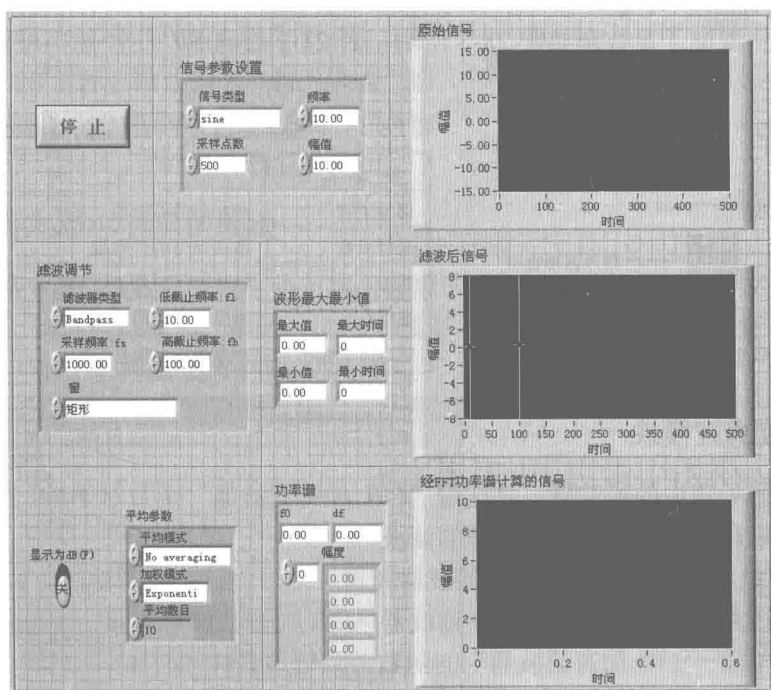 停 止
信号参数设置
信号类型 频率
sine 10.00
采样点数 幅值
500 10.00
原始信号
15.00
10.00
5.00
0.00
-5.00
-10.00
-15.00
幅值
0 100 200 300 400 500
时间
滤波调节
滤波器类型 低截止频率: fl
Bandpass 10.00
采样频率: fs 高截止频率: fh
1000.00 100.00
窗
矩形
波形最大最小值
最大值 最大时间
0.00 0
最小值 最小时间
0.00 0
滤波后信号
8
6
4
2
0
-2
-4
-6
-8
幅值
0 50 100 150 200 250 300 350 400 450 500
时间
显示为dB(F)
关
平均参数
平均模式
No averaging
加权模式
Exponenti
平均数目
10
功率谱
f0 df
0.00 0.00
幅度
0 0.00
0.00
0.00
0.00
经FFT功率谱计算的信号
10
8
6
4
2
0
幅值
0 0.2 0.4 0.6
时间